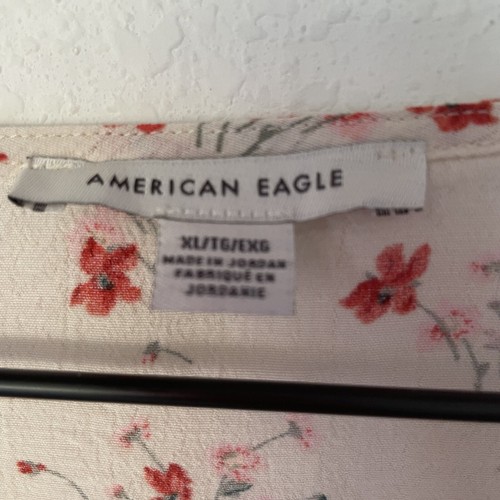 AMERICAN EAGLE
XL/TG/EXG
MADE IN JORDAN
FABRIQUÉ EN
JORDANIE